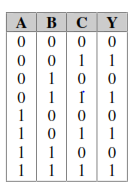 A B C Y
0 0 0 0
0 0 1 1
0 1 0 0
0 1 1 1
1 0 0 0
1 0 1 1
1 1 0 0
1 1 1 1